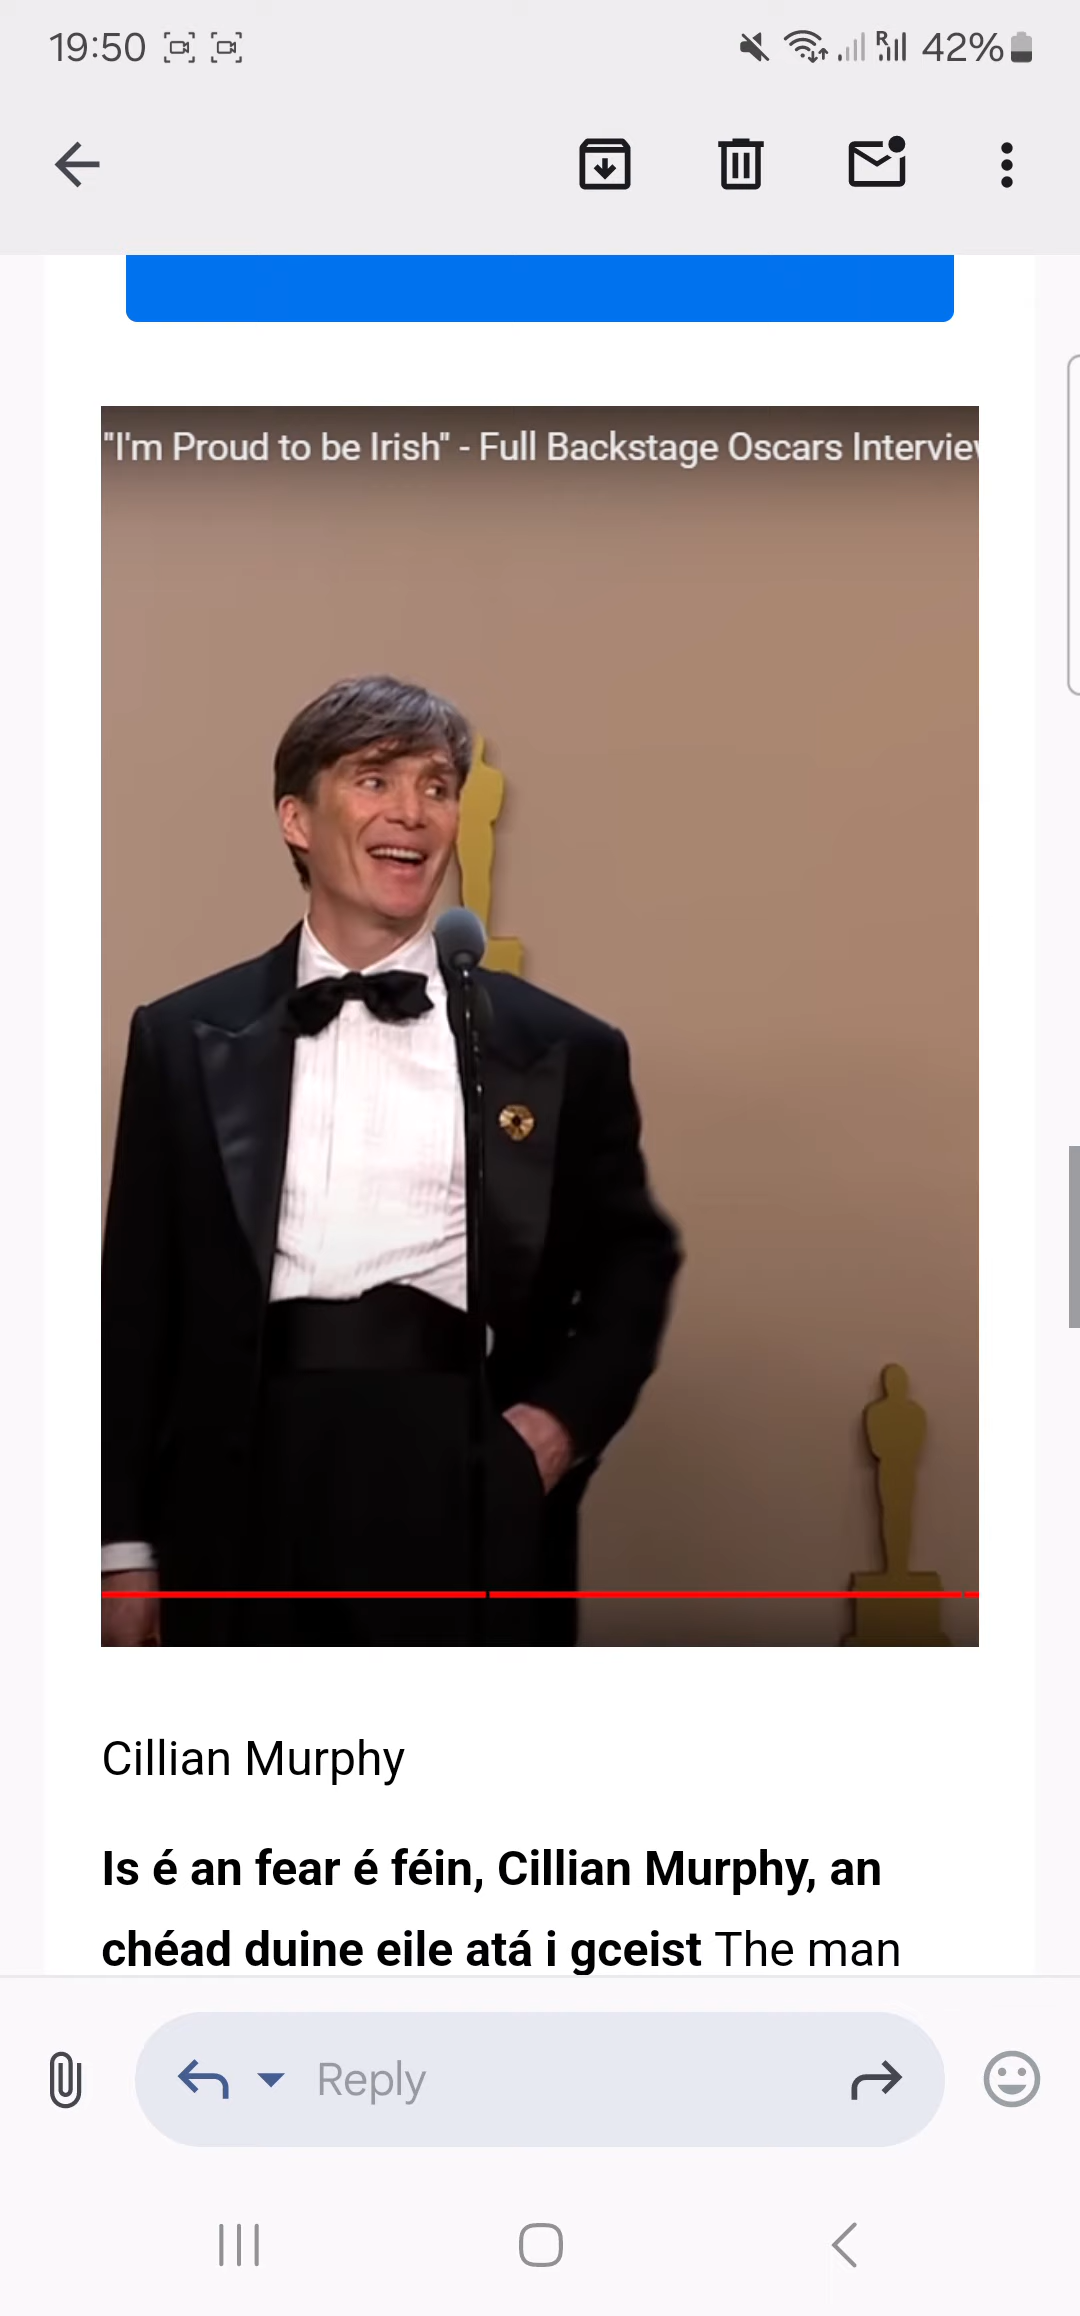 19:50
R
42%
"I'm Proud to be Irish" - Full Backstage Oscars Interview
Cillian Murphy
Is é an fear é féin, Cillian Murphy, an
chéad duine eile atá i gceist The man
Reply